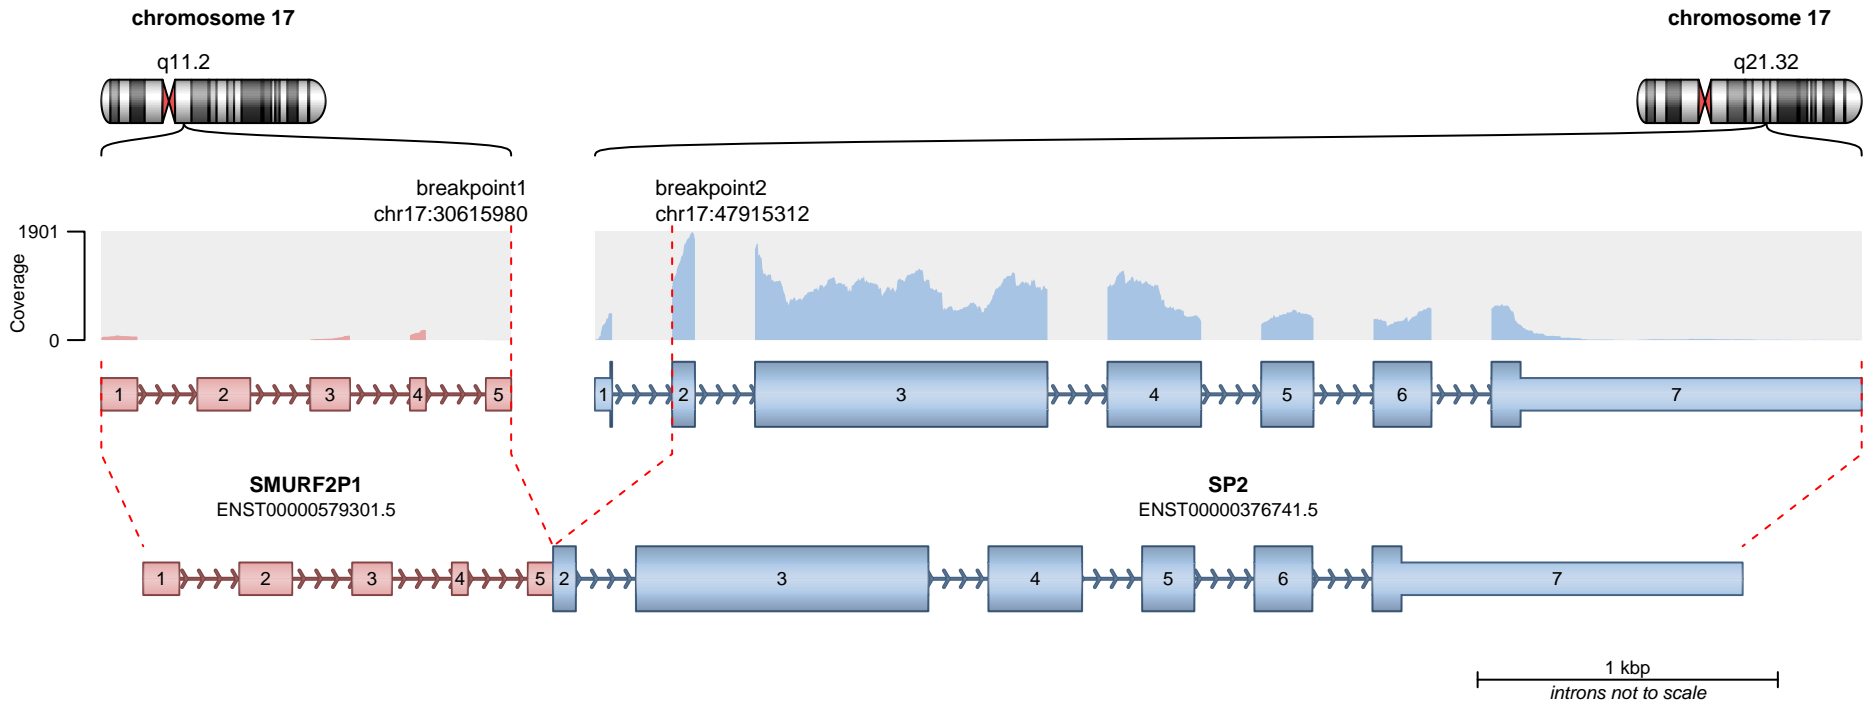 chromosome 17
chromosome 17
q11.2
q21.32
breakpoint1
chr17:30615980
breakpoint2
chr17:47915312
1901
Coverage
0
1 2 3 4 5
1 2 3 4 5 6 7
SMURF2P1
ENST00000579301.5
SP2
ENST00000376741.5
1 2 3 4 5 2 3 4 5 6 7
1 kbp
introns not to scale